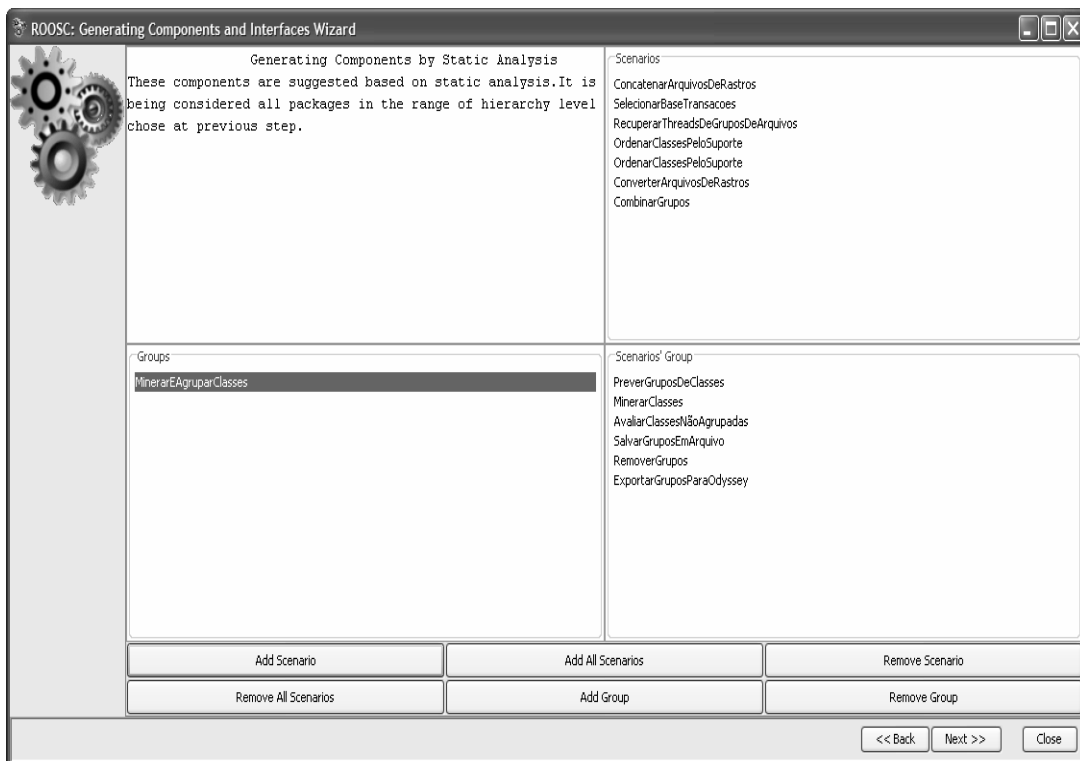 ROOSC: Generating Components and Interfaces Wizard
Generating Components by Static Analysis
These components are suggested based on static analysis.It is
being considered all packages in the range of hierarchy level
chose at previous step.
Scenarios
ConcatenarArquivosDeRastros
SelecionarBaseTransacoes
RecuperarThreadsDeGruposDeArquivos
OrdenarClassesPeloSuporte
OrdenarClassesPeloSuporte
ConverterArquivosDeRastros
CombinarGrupos
Groups
MinerarEAgruparClasses
Scenarios' Group
PreverGruposDeClasses
MinerarClasses
AvaliarClassesNãoAgrupadas
SalvarGruposEmArquivo
RemoverGrupos
ExportarGruposParaOdyssey
Add Scenario
Add All Scenarios
Remove Scenario
Remove All Scenarios
Add Group
Remove Group
<< Back
Next >>
Close